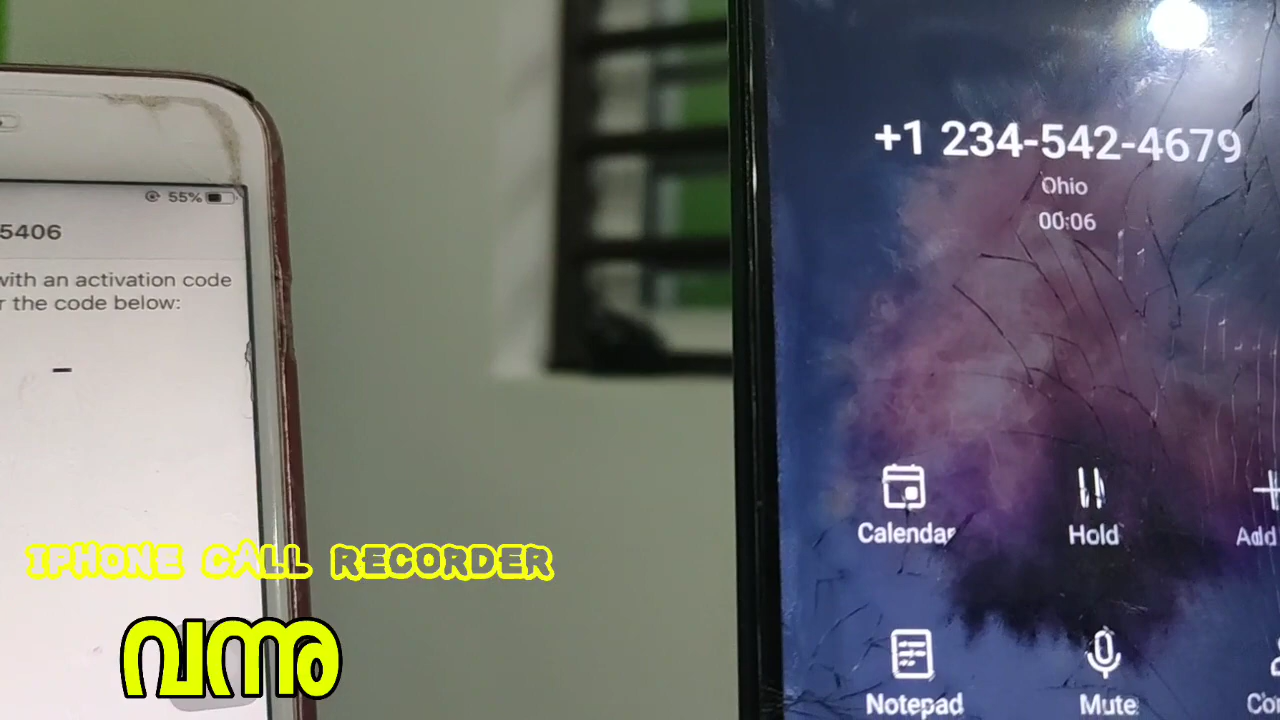 55%
5406
with an activation code
r the code below:
+1 234-542-4679
Ohio
00:06
Calendar
Hold
Add
Notepad
Mute
Co
IPHONE CALL RECORDER
വന്നു